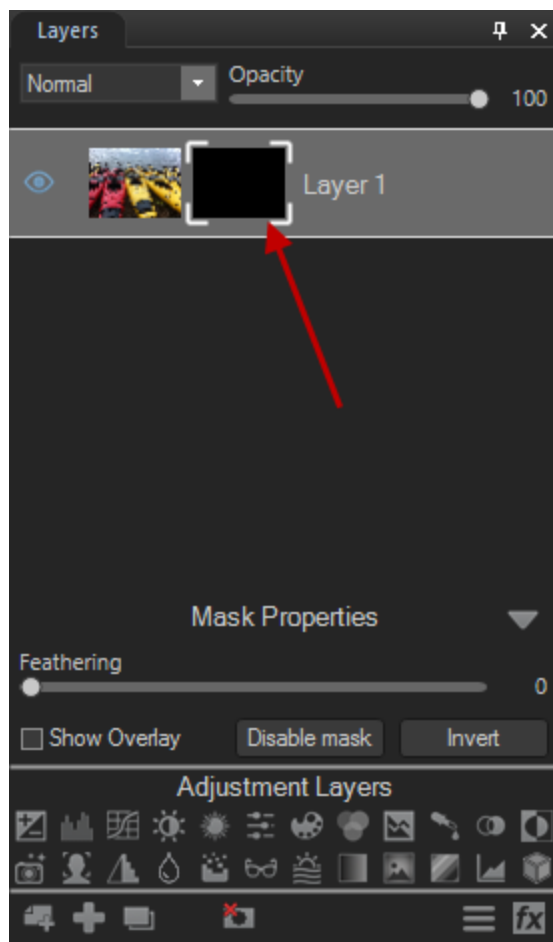 Layers
Normal
Opacity
100
Layer 1
Mask Properties
Feathering
0
Show Overlay
Disable mask
Invert
Adjustment Layers
fx